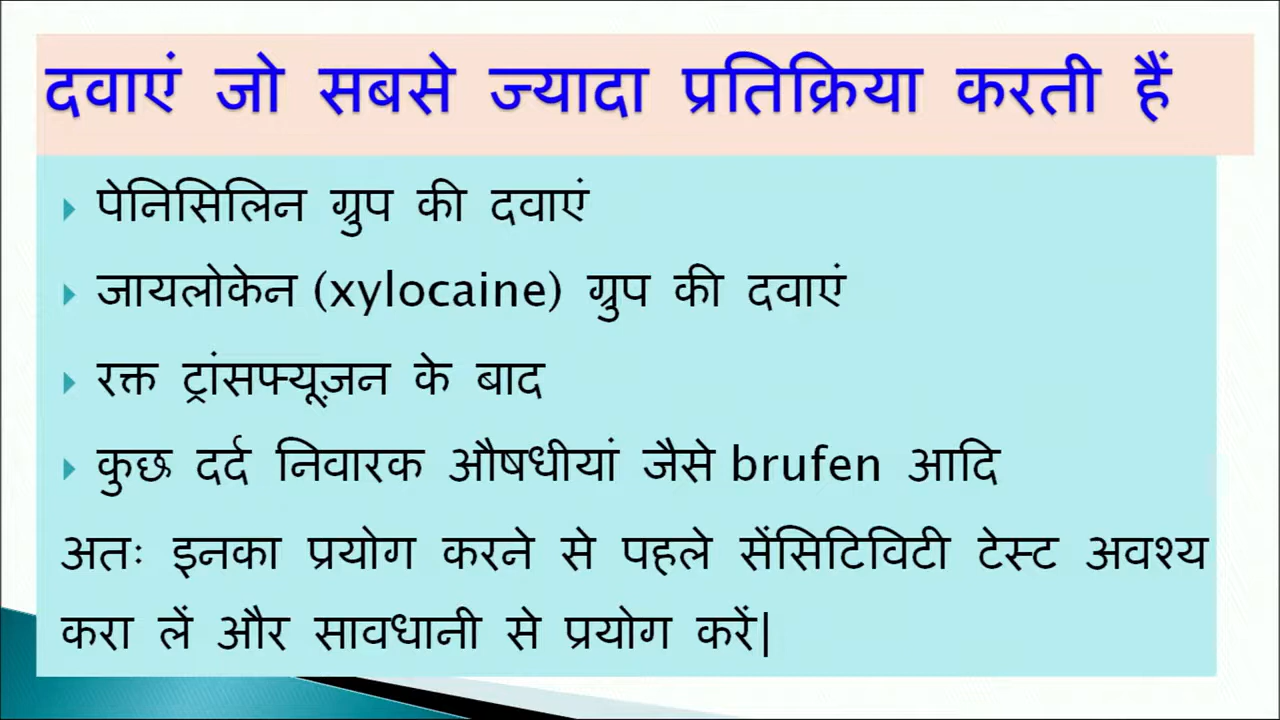 दवाएं जो सबसे ज्यादा प्रतिक्रिया करती हैं
पेनिसिलिन ग्रुप की दवाएं
जायलोकेन (xylocaine) ग्रुप की दवाएं
रक्त ट्रांसफ्यूज़न के बाद
कुछ दर्द निवारक औषधीयां जैसे brufen आदि
अतः इनका प्रयोग करने से पहले सेंसिटिविटी टेस्ट अवश्य
करा लें और सावधानी से प्रयोग करें|